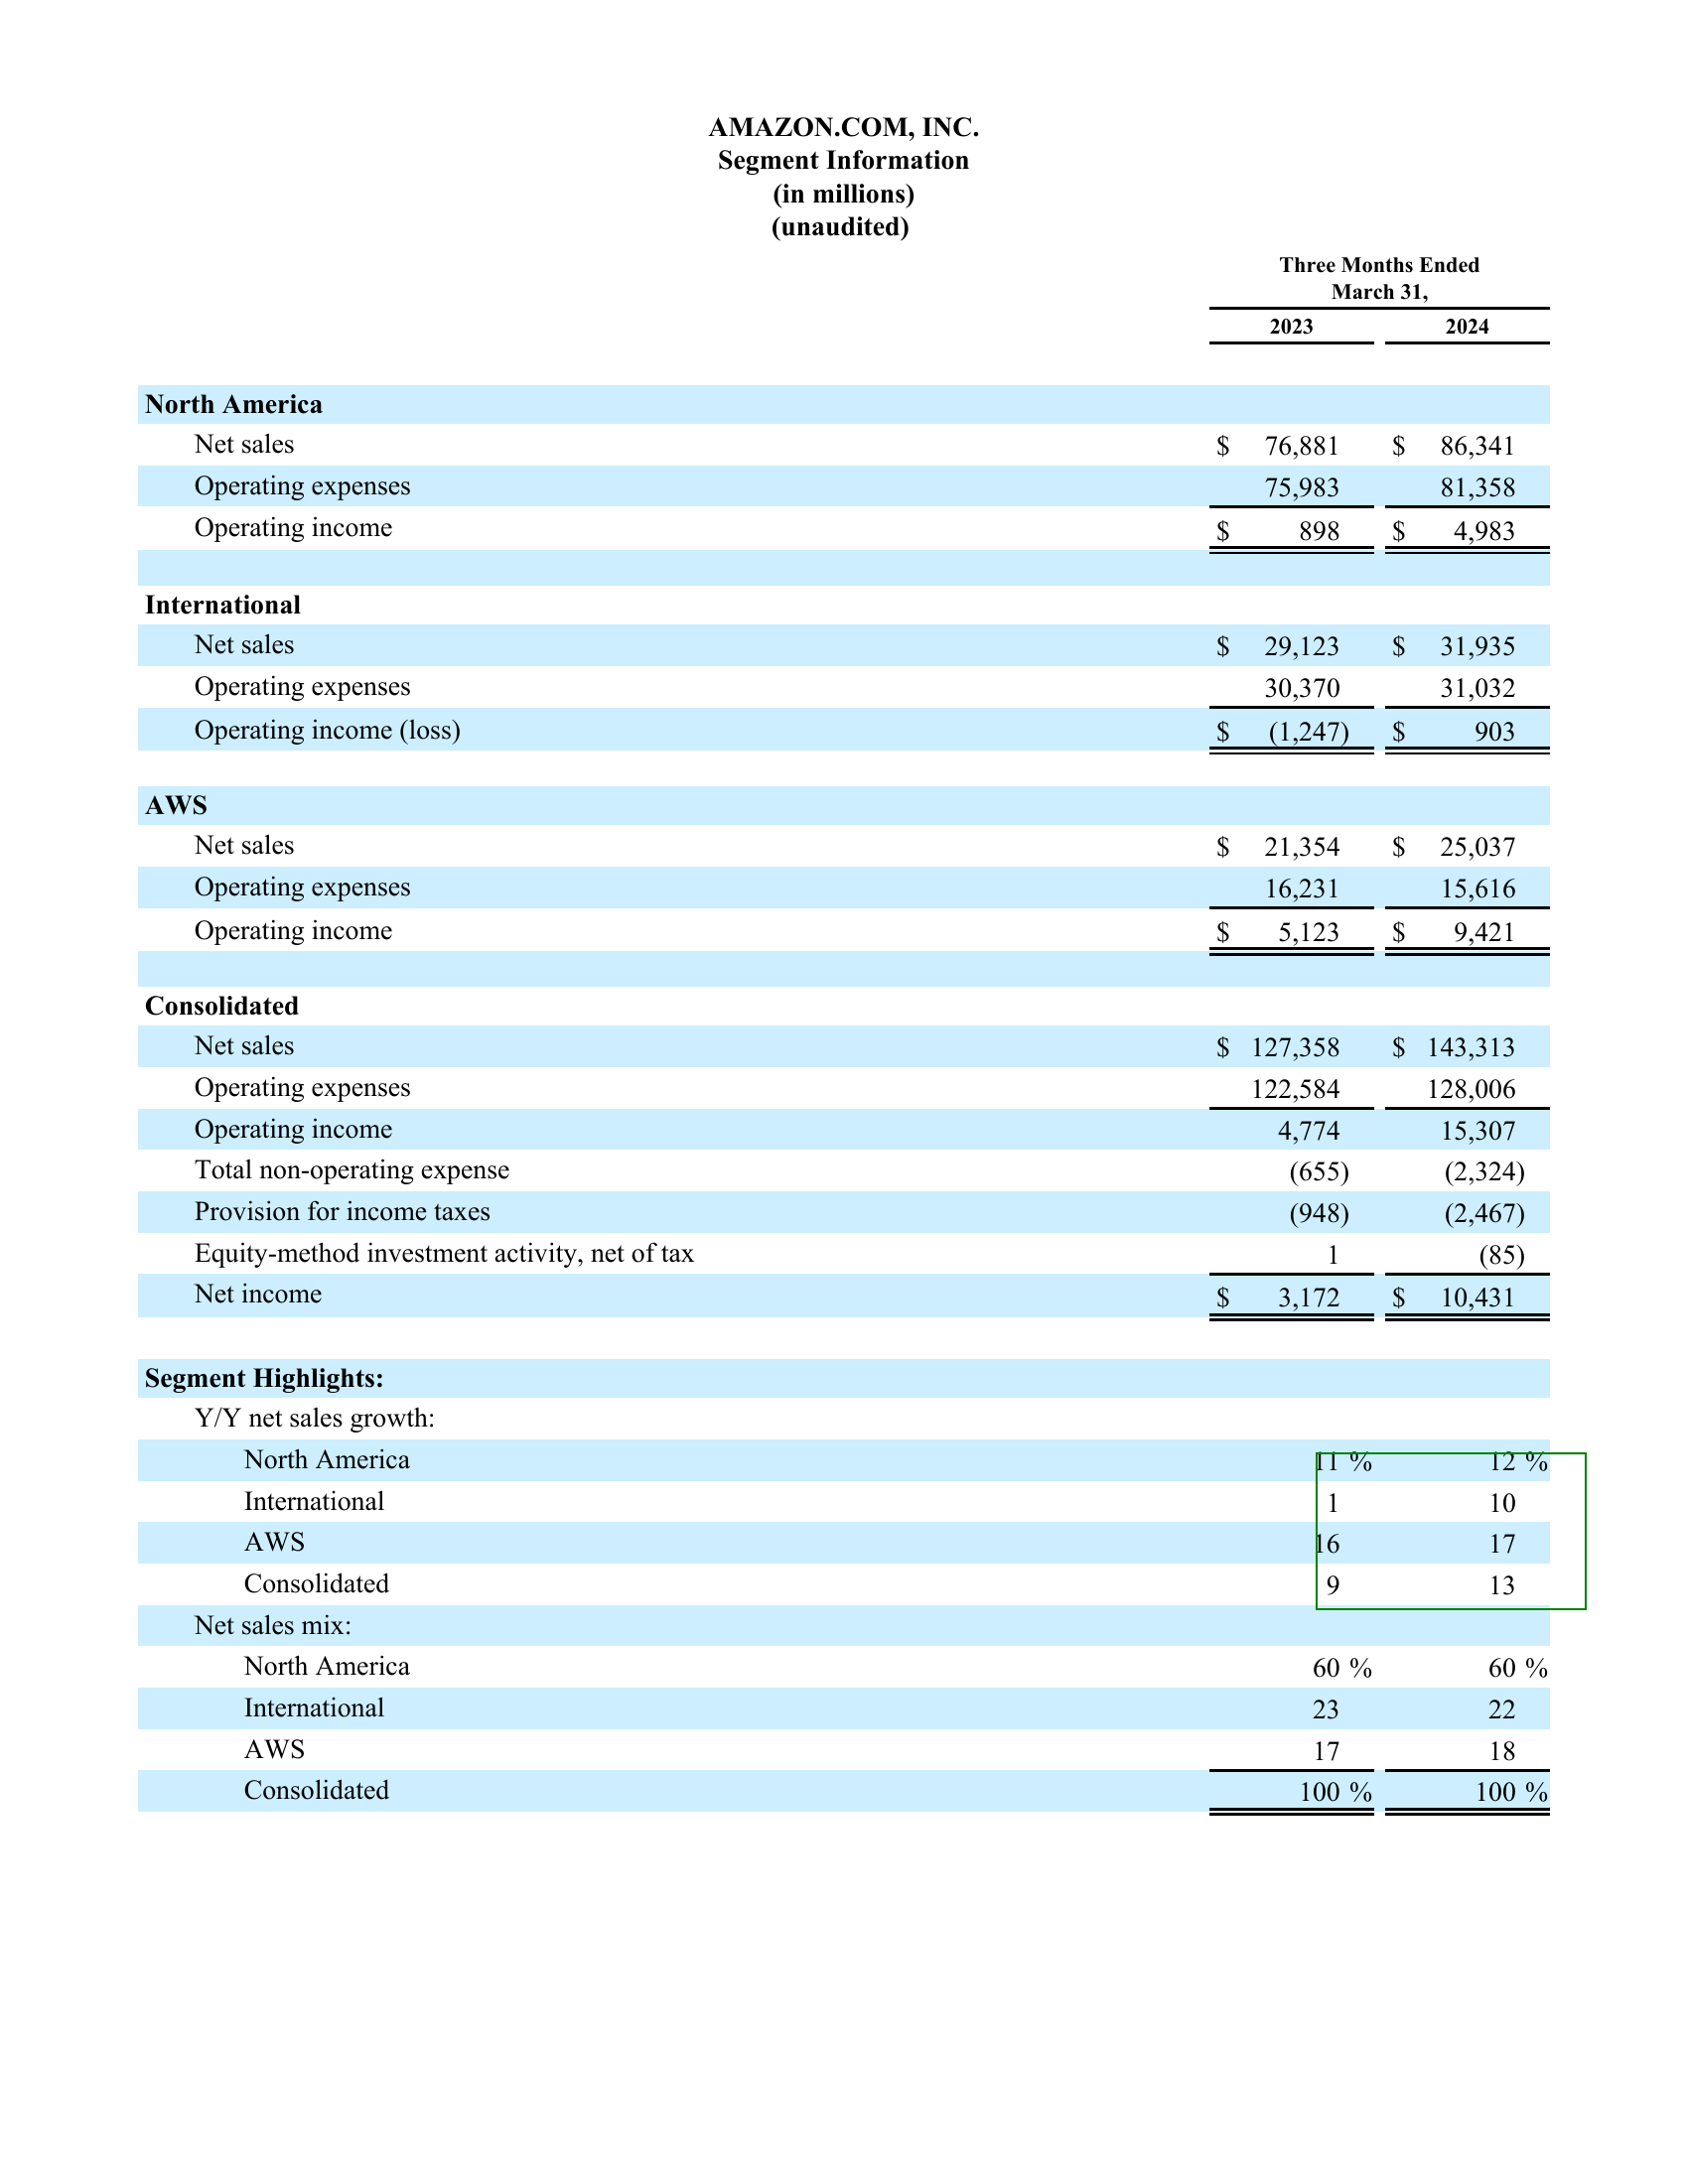 AMAZON.COM, INC.
Segment Information
(in millions)
(unaudited)
Three Months Ended
March 31,
2023 2024
North America
Net sales $ 76,881 $ 86,341
Operating expenses 75,983 81,358
Operating income $ 898 $ 4,983
International
Net sales $ 29,123 $ 31,935
Operating expenses 30,370 31,032
Operating income (loss) $ (1,247) $ 903
AWS
Net sales $ 21,354 $ 25,037
Operating expenses 16,231 15,616
Operating income $ 5,123 $ 9,421
Consolidated
Net sales $ 127,358 $ 143,313
Operating expenses 122,584 128,006
Operating income 4,774 15,307
Total non-operating expense (655) (2,324)
Provision for income taxes (948) (2,467)
Equity-method investment activity, net of tax 1 (85)
Net income $ 3,172 $ 10,431
Segment Highlights:
Y/Y net sales growth:
North America 11 % 12 %
International 1 10
AWS 16 17
Consolidated 9 13
Net sales mix:
North America 60 % 60 %
International 23 22
AWS 17 18
Consolidated 100 % 100 %